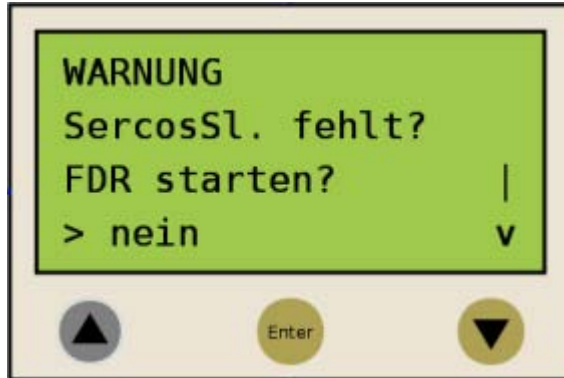 WARNUNG
SercosSl. fehlt?
FDR starten? |
> nein v
Enter